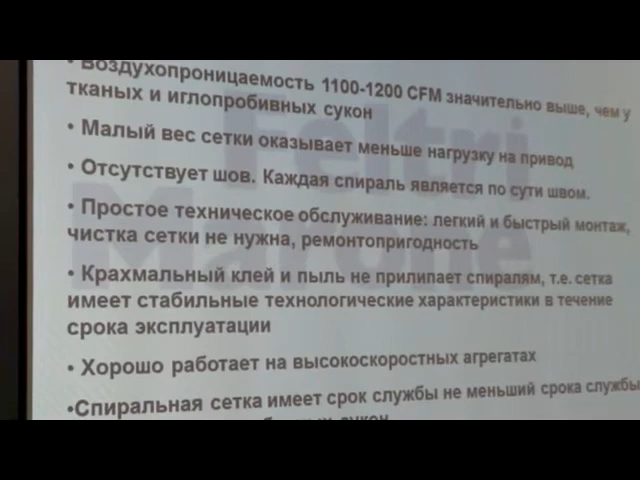 • Воздухопроницаемость 1100-1200 CFM значительно выше, чем у
тканых и иглопробивных сукон
• Малый вес сетки оказывает меньше нагрузку на привод
• Отсутствует шов. Каждая спираль является по сути швом.
• Простое техническое обслуживание: легкий и быстрый монтаж,
чистка сетки не нужна, ремонтопригодность
• Крахмальный клей и пыль не прилипает спиралям, т.е. сетка
имеет стабильные технологические характеристики в течение
срока эксплуатации
• Хорошо работает на высокоскоростных агрегатах
•Спиральная сетка имеет срок службы не меньший срока службы
Feltri
Marone